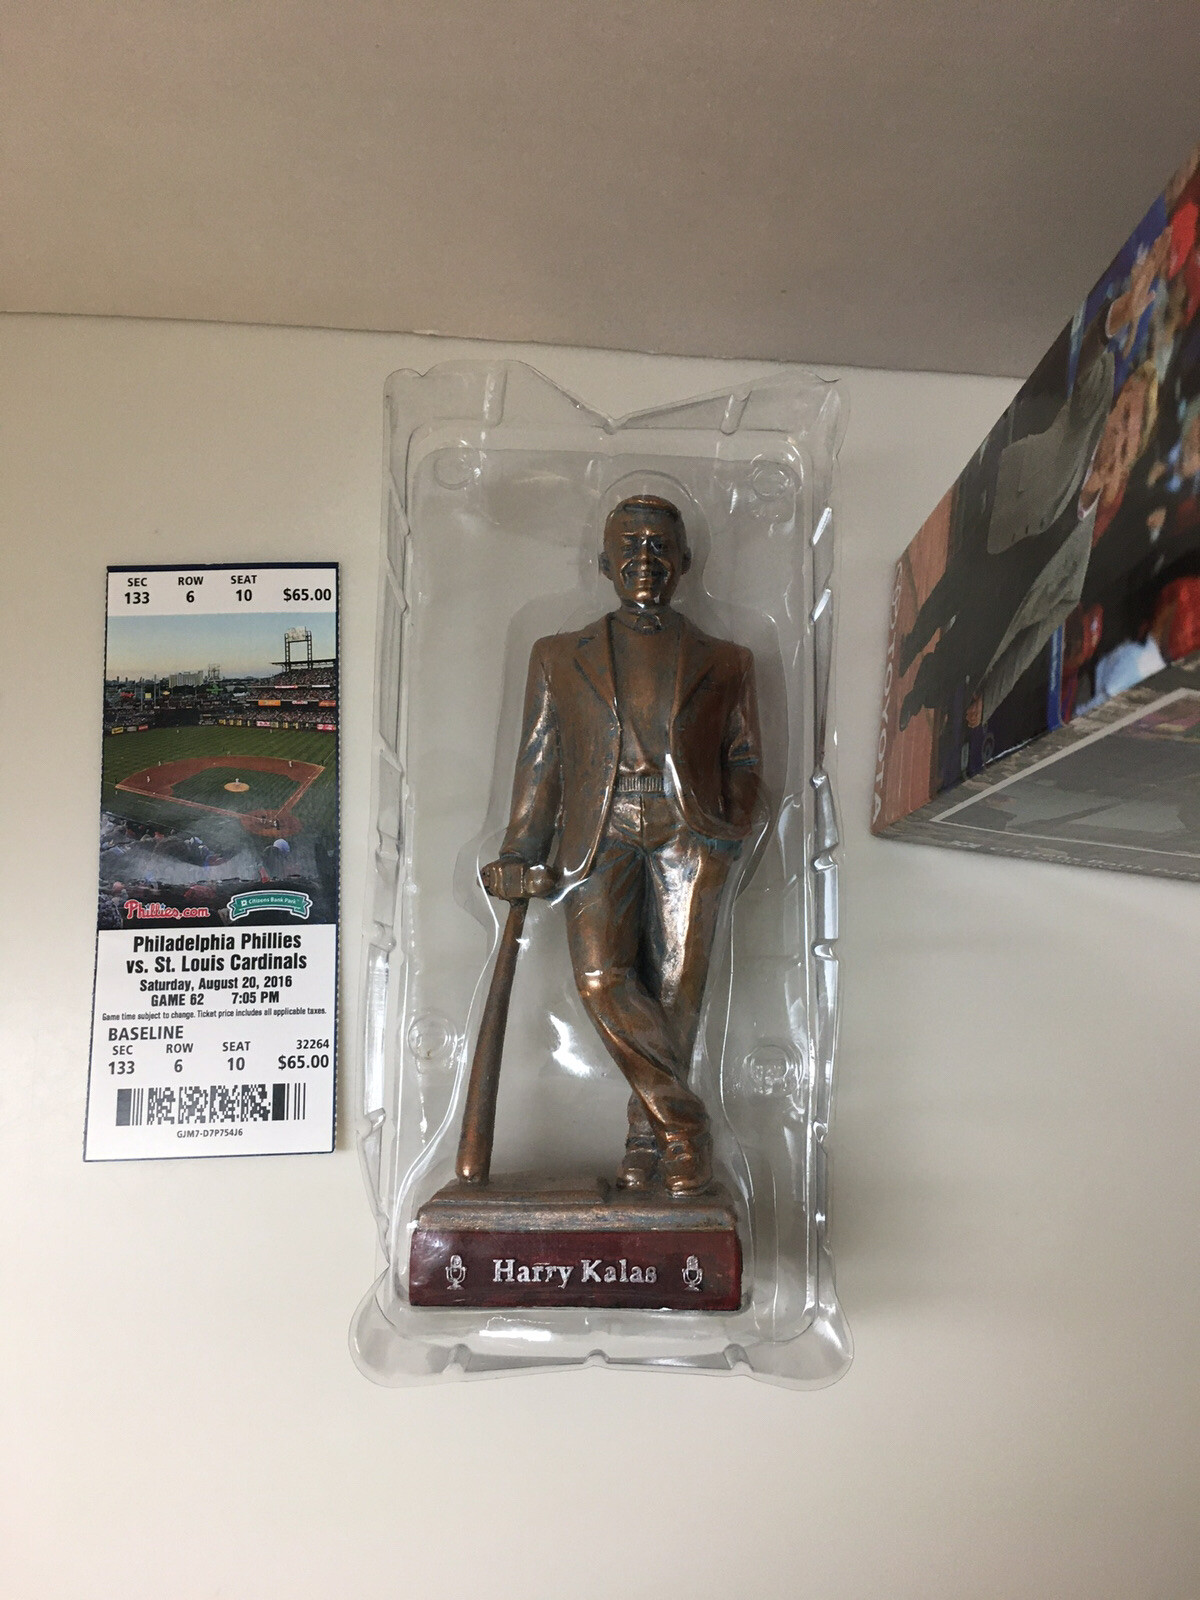 SEC ROW SEAT
133 6 10 $65.00
Phillies.com
Citizens Bank Park
Philadelphia Phillies
vs. St. Louis Cardinals
Saturday, August 20, 2016
GAME 62 7:05 PM
Game time subject to change. Ticket price includes all applicable taxes.
BASELINE
SEC ROW SEAT 32264
133 6 10 $65.00
GJM7-D7P754J6
Harry Kalas
TOYOTA